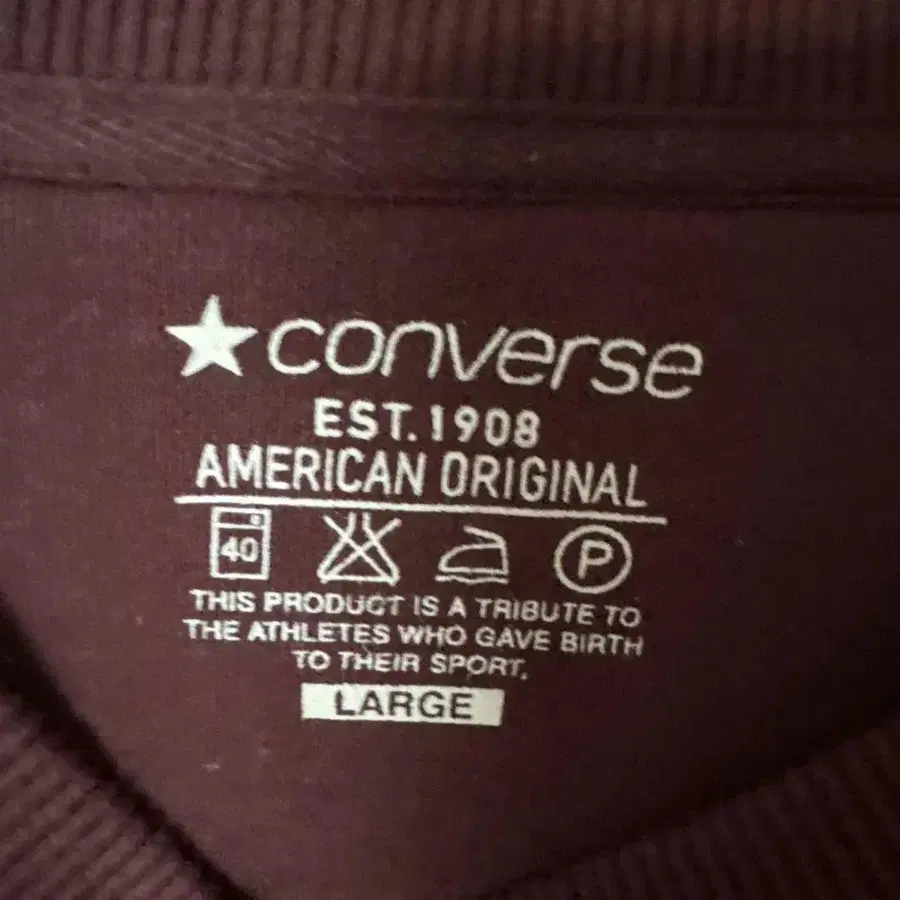 converse
EST. 1908
AMERICAN ORIGINAL
40 P
THIS PRODUCT IS A TRIBUTE TO
THE ATHLETES WHO GAVE BIRTH
TO THEIR SPORT.
LARGE